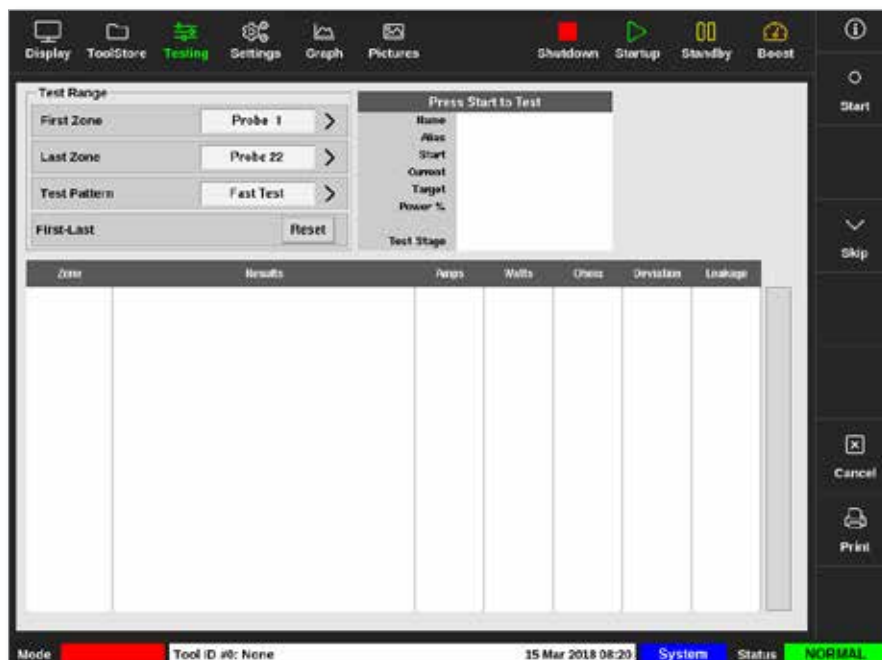 Display ToolStore Testing Settings Graph Pictures Shutdown Startup Standby Boost
Test Range
First Zone Probe 1
Last Zone Probe 22
Test Pattern Fast Test
First-Last Reset
Press Start to Test
Name
Alias
Start
Current
Target
Power %
Test Stage
Zone Results Amps Watts Ohms Deviation Leakage
Start
Skip
Cancel
Print
Mode Tool ID #0: None 15 Mar 2018 08:20 System Status NORMAL